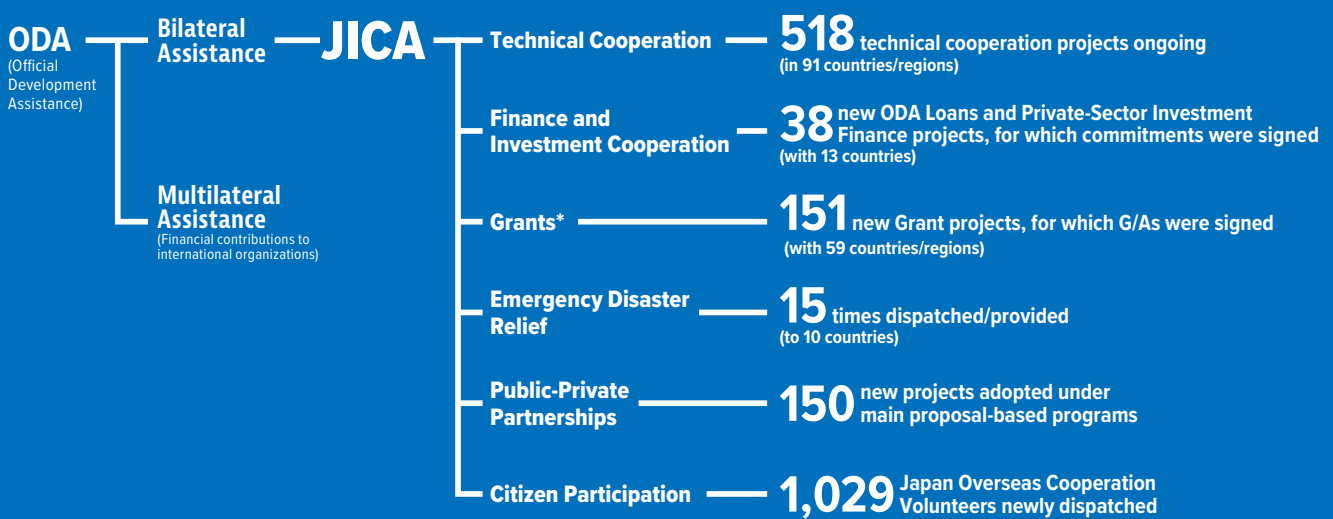 ODA
(Official
Development
Assistance)
Bilateral
Assistance
JICA
Multilateral
Assistance
(Financial contributions to
international organizations)
Technical Cooperation
518 technical cooperation projects ongoing
(in 91 countries/regions)
Finance and
Investment Cooperation
38 new ODA Loans and Private-Sector Investment
Finance projects, for which commitments were signed
(with 13 countries)
Grants*
151 new Grant projects, for which G/As were signed
(with 59 countries/regions)
Emergency Disaster
Relief
15 times dispatched/provided
(to 10 countries)
Public-Private
Partnerships
150 new projects adopted under
main proposal-based programs
Citizen Participation
1,029 Japan Overseas Cooperation
Volunteers newly dispatched